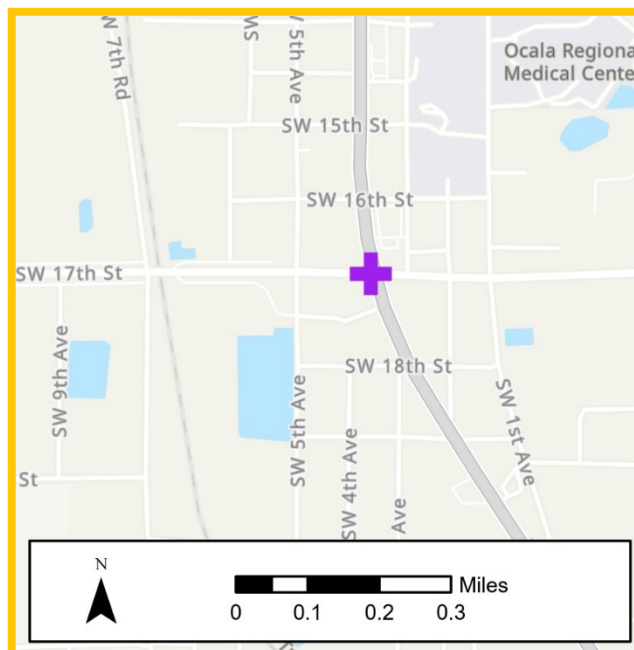 N 7th Rd
SW
V 5th Ave
Ocala Regiona
Medical Cente
SW 15th St
SW 16th St
SW 17th St
SW 9th Ave
SW 18th St
SW 5th Ave
SW 4th Ave
Ave
SW 1st Ave
St
N
Miles
0 0.1 0.2 0.3